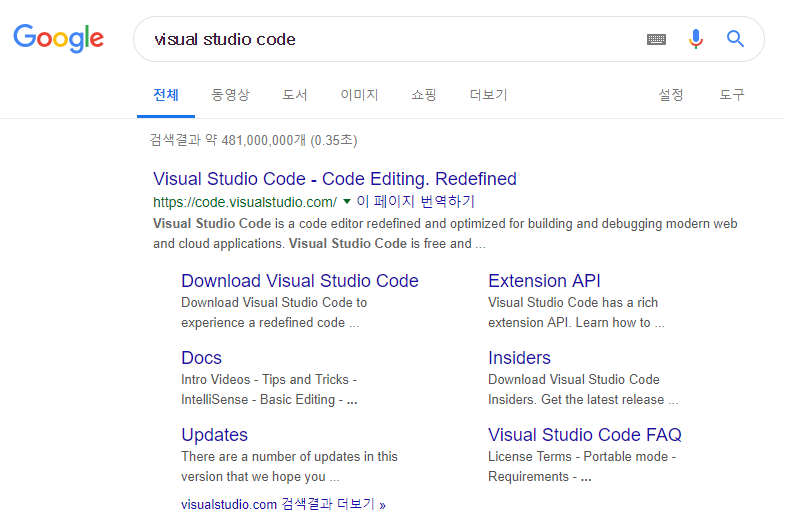 Google
visual studio code
전체 동영상 도서 이미지 쇼핑 더보기 설정 도구
검색결과 약 481,000,000개 (0.35초)
Visual Studio Code - Code Editing. Redefined
https://code.visualstudio.com/ ▼ 이 페이지 번역하기
Visual Studio Code is a code editor redefined and optimized for building and debugging modern web
and cloud applications. Visual Studio Code is free and ...
Download Visual Studio Code
Download Visual Studio Code to
experience a redefined code ...
Extension API
Visual Studio Code has a rich
extension API. Learn how to ...
Docs
Intro Videos - Tips and Tricks -
IntelliSense - Basic Editing - ...
Insiders
Download Visual Studio Code
Insiders. Get the latest release ...
Updates
There are a number of updates in this
version that we hope you ...
Visual Studio Code FAQ
License Terms - Portable mode -
Requirements - ...
visualstudio.com 검색결과 더보기 »